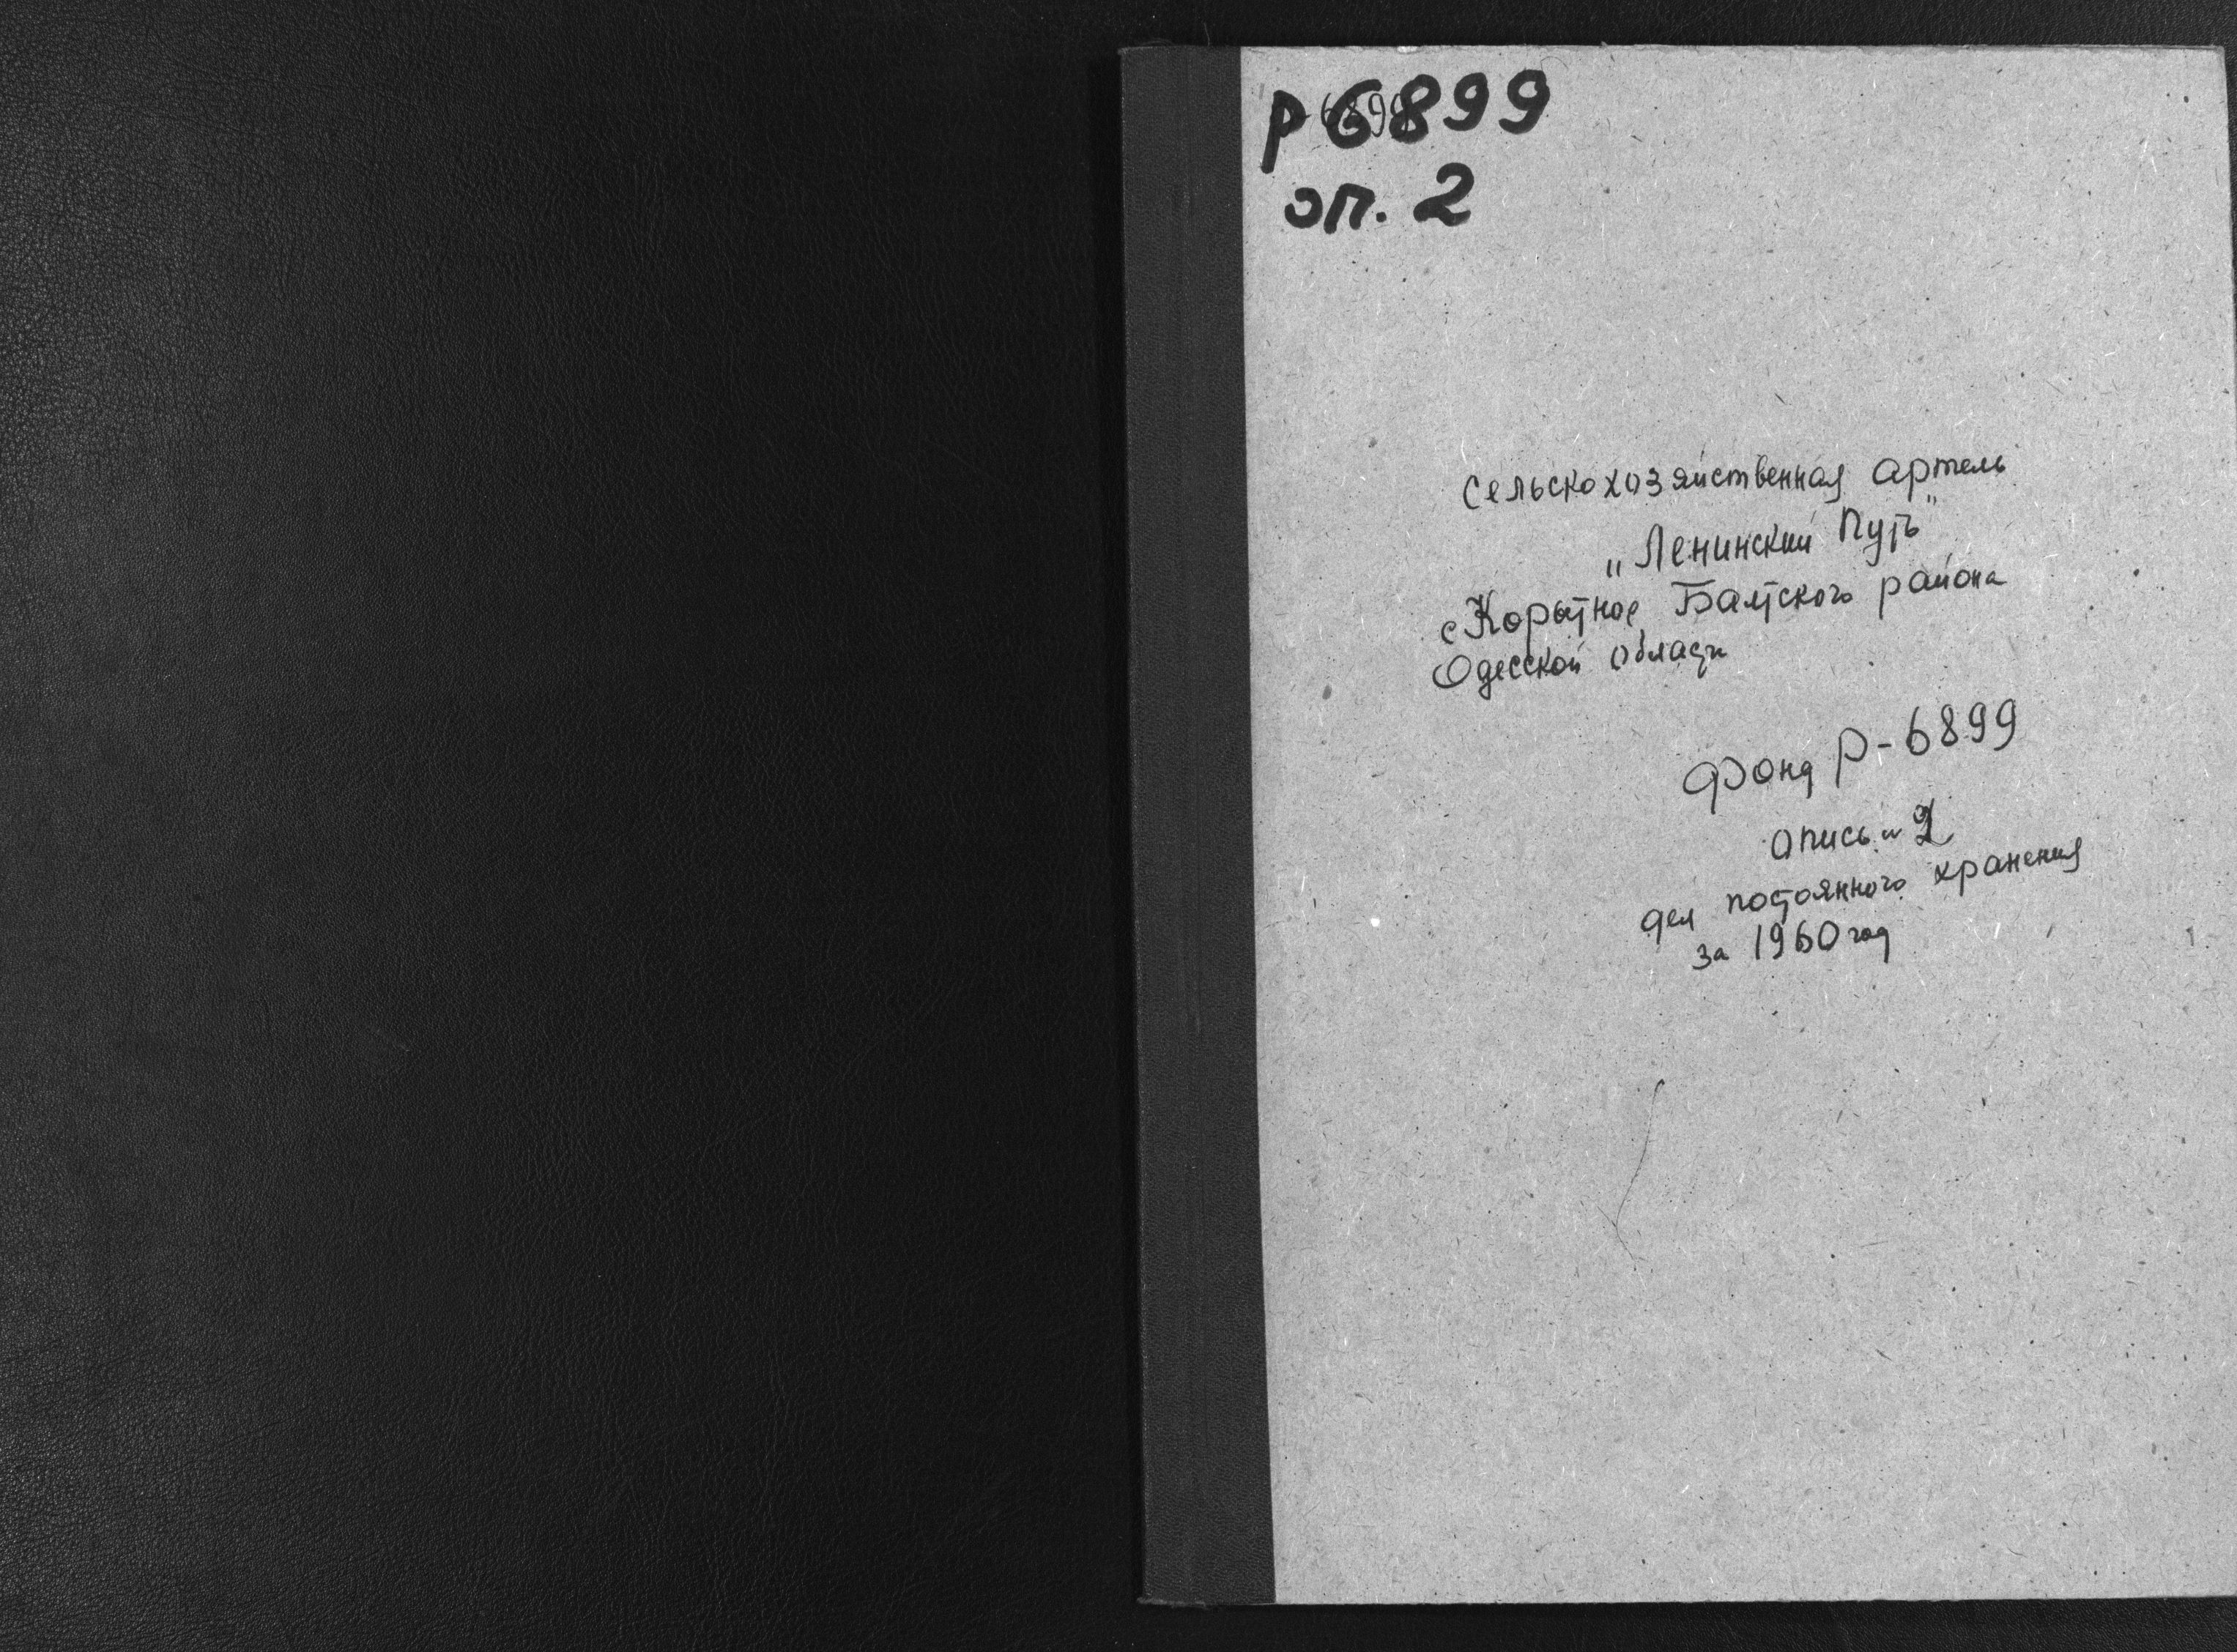 Р 6899
оп. 2
Сельскохозяйственная артель
„Ленинский Путь"
с Корытное Балтского района
Одесской области
Фонд Р-6899
Опись № 2
дел постоянного хранения
за 1960 год